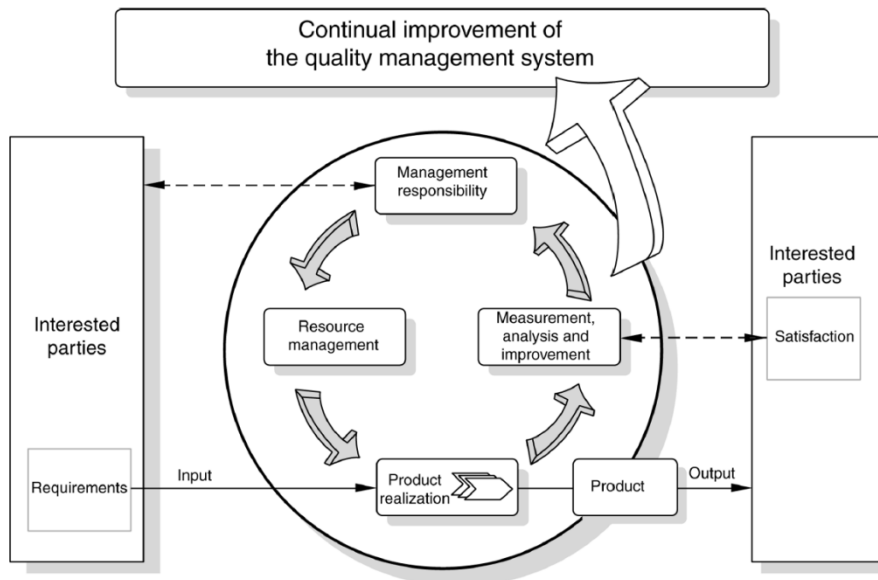 Continual improvement of
the quality management system
Management
responsibility
Interested
parties
Interested
parties
Resource
management
Measurement,
analysis and
improvement
Satisfaction
Requirements
Input
Product
realization
Product
Output